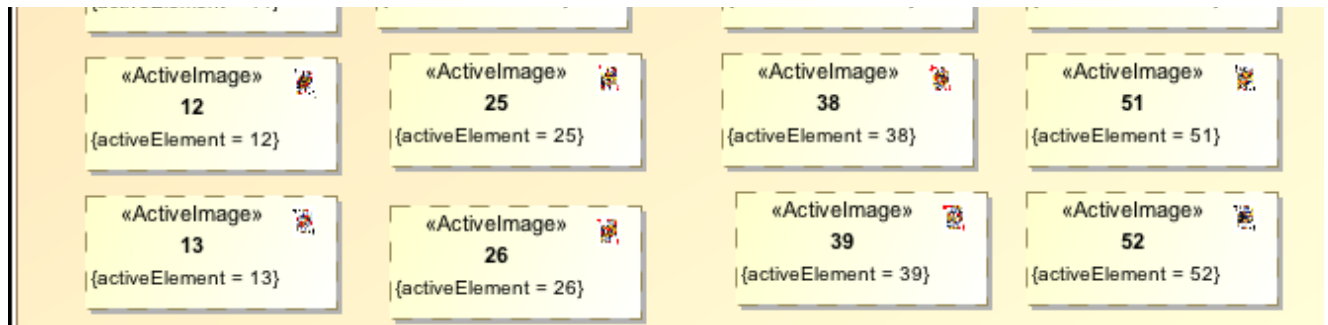 «ActiveImage»
12
{activeElement = 12}
«ActiveImage»
25
{activeElement = 25}
«ActiveImage»
38
{activeElement = 38}
«ActiveImage»
51
{activeElement = 51}
«ActiveImage»
13
{activeElement = 13}
«ActiveImage»
26
{activeElement = 26}
«ActiveImage»
39
{activeElement = 39}
«ActiveImage»
52
{activeElement = 52}